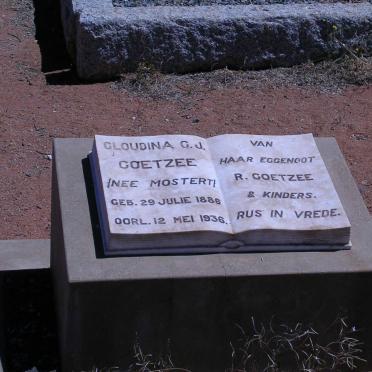 CLOUDINA C.J.
COETZEE
(NEE MOSTERT)
GEB. 29 JULIE 1886
OORL. 12 MEI 1936.
VAN
HAAR EGGENOOT
R. COETZEE
& KINDERS.
RUS IN VREDE.